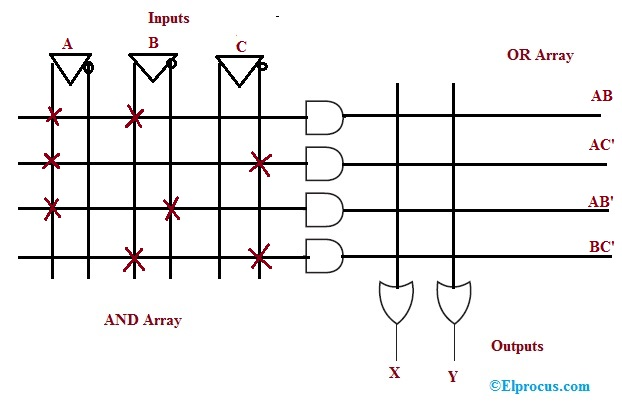 Inputs
A
B
C
OR Array
AB
AC'
AB'
BC'
AND Array
Outputs
X
Y
©Elprocus.com